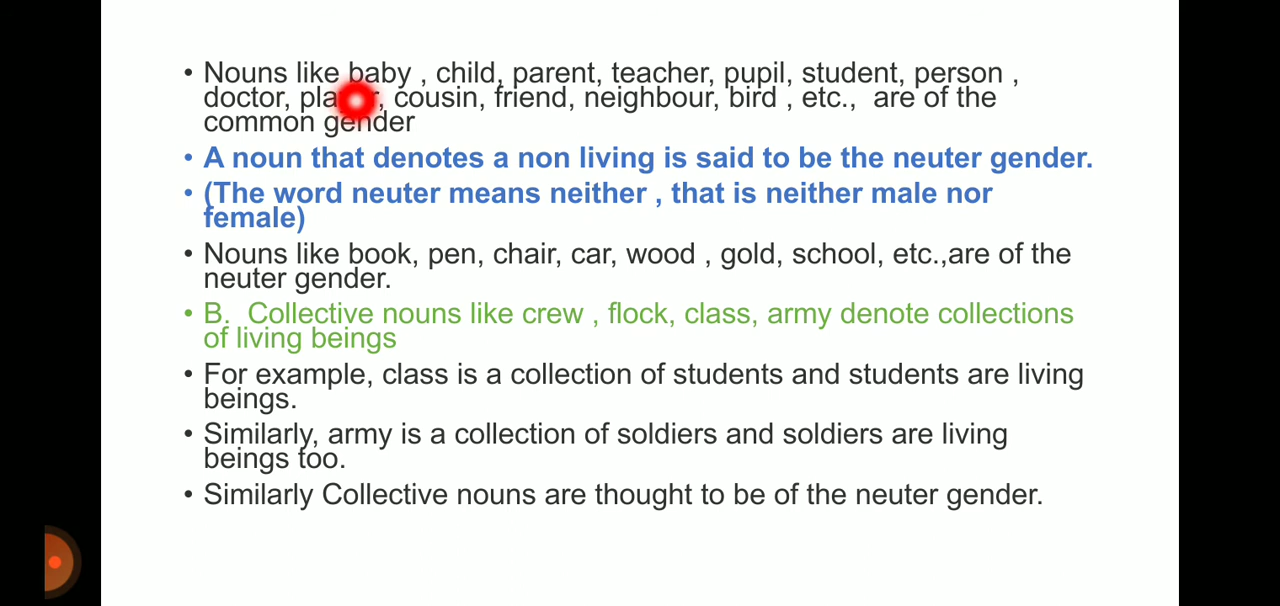 • Nouns like baby , child, parent, teacher, pupil, student, person ,
doctor, cousin, friend, neighbour, bird , etc., are of the
common gender
• A noun that denotes a non living is said to be the neuter gender.
• (The word neuter means neither , that is neither male nor
female)
• Nouns like book, pen, chair, car, wood , gold, school, etc.,are of the
neuter gender.
• B. Collective nouns like crew , flock, class, army denote collections
of living beings
• For example, class is a collection of students and students are living
beings.
• Similarly, army is a collection of soldiers and soldiers are living
beings too.
• Similarly Collective nouns are thought to be of the neuter gender.